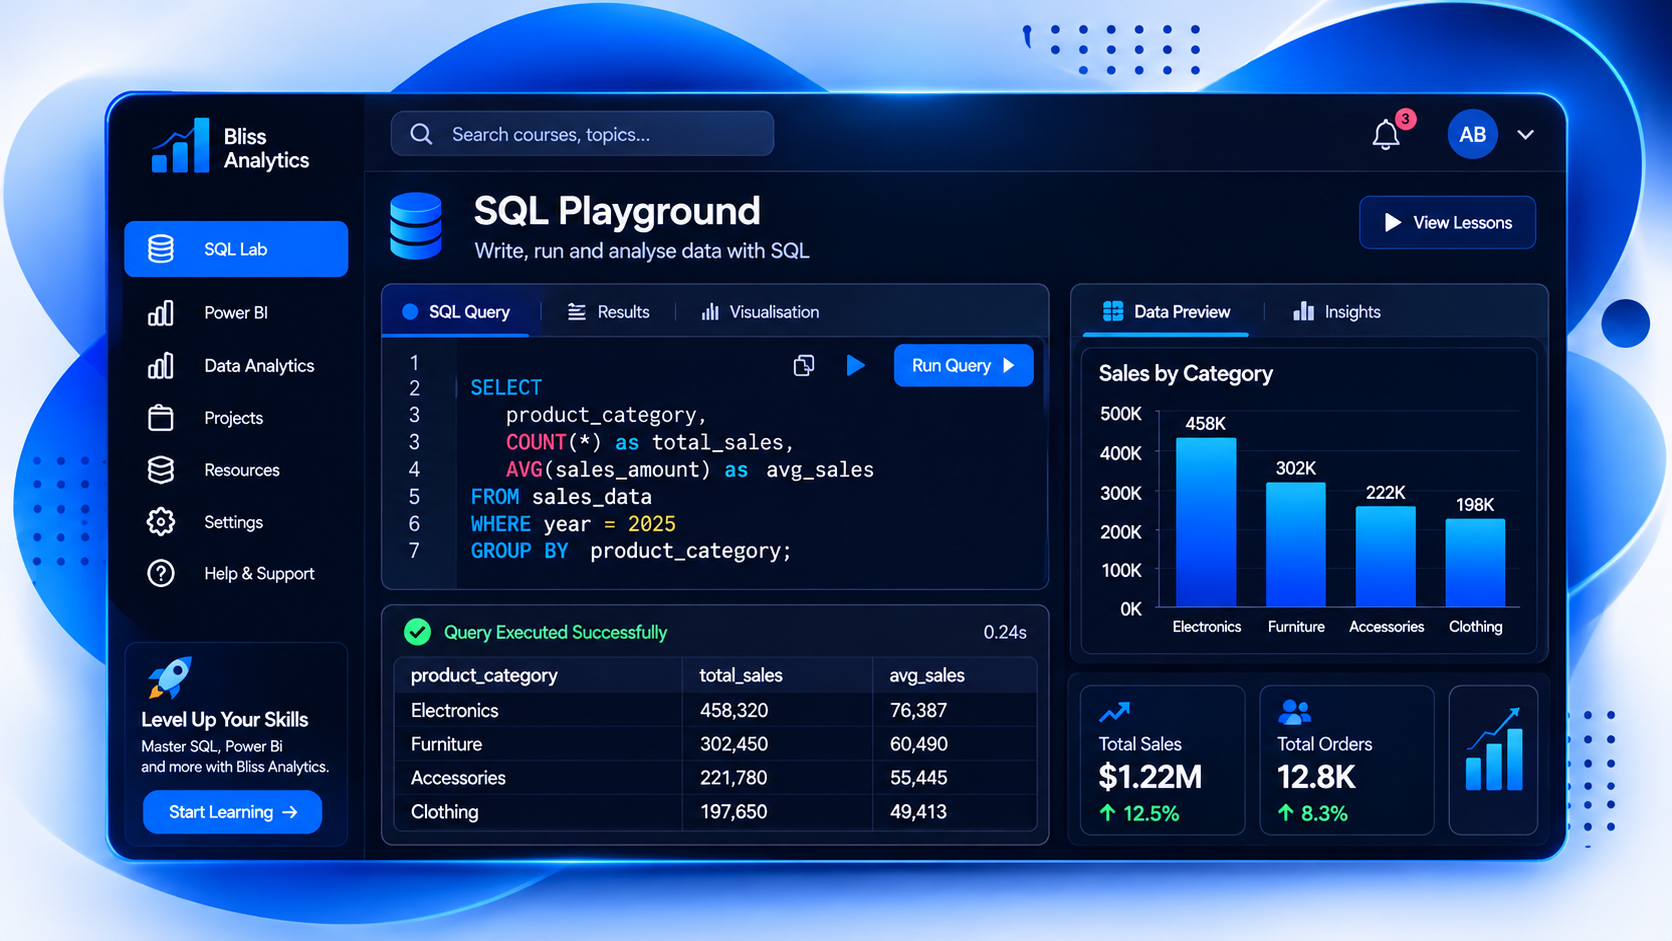 Bliss
Analytics
Search courses, topics...
3
AB
SQL Lab
Power BI
Data Analytics
Projects
Resources
Settings
Help & Support
Level Up Your Skills
Master SQL, Power Bi
and more with Bliss Analytics.
Start Learning →
SQL Playground
Write, run and analyse data with SQL
View Lessons
SQL Query
Results
Visualisation
Run Query
1
2 SELECT
3 product_category,
3 COUNT(*) as total_sales,
4 AVG(sales_amount) as avg_sales
5 FROM sales_data
6 WHERE year = 2025
7 GROUP BY product_category;
Query Executed Successfully 0.24s
product_category total_sales avg_sales
Electronics 458,320 76,387
Furniture 302,450 60,490
Accessories 221,780 55,445
Clothing 197,650 49,413
Data Preview
Insights
Sales by Category
500K
400K
300K
200K
100K
0K
458K
302K
222K
198K
Electronics Furniture Accessories Clothing
Total Sales
$1.22M
↑ 12.5%
Total Orders
12.8K
↑ 8.3%